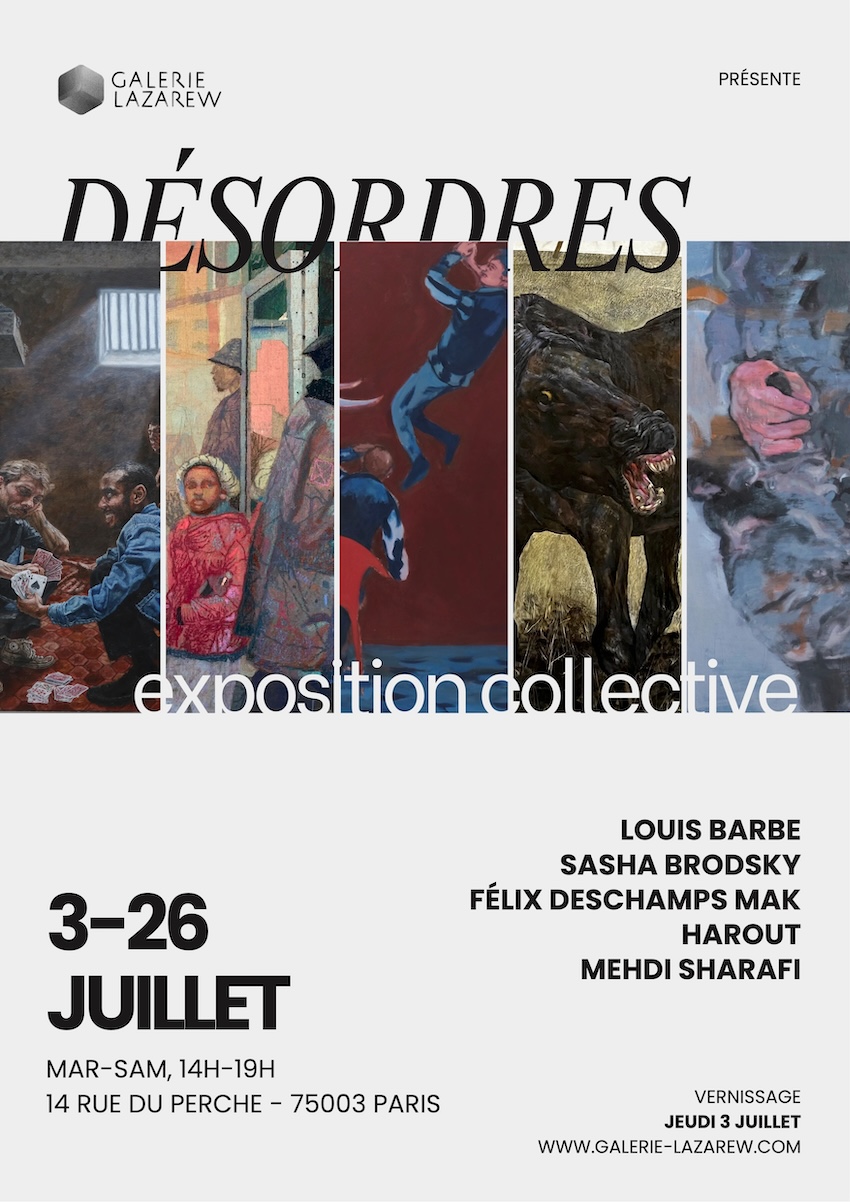 GALERIE
LAZAREW
PRÉSENTE
DÉSORDRES
exposition collective
LOUIS BARBE
SASHA BRODSKY
FÉLIX DESCHAMPS MAK
HAROUT
MEHDI SHARAFI
3-26
JUILLET
MAR-SAM, 14H-19H
14 RUE DU PERCHE - 75003 PARIS
VERNISSAGE
JEUDI 3 JUILLET
WWW.GALERIE-LAZAREW.COM